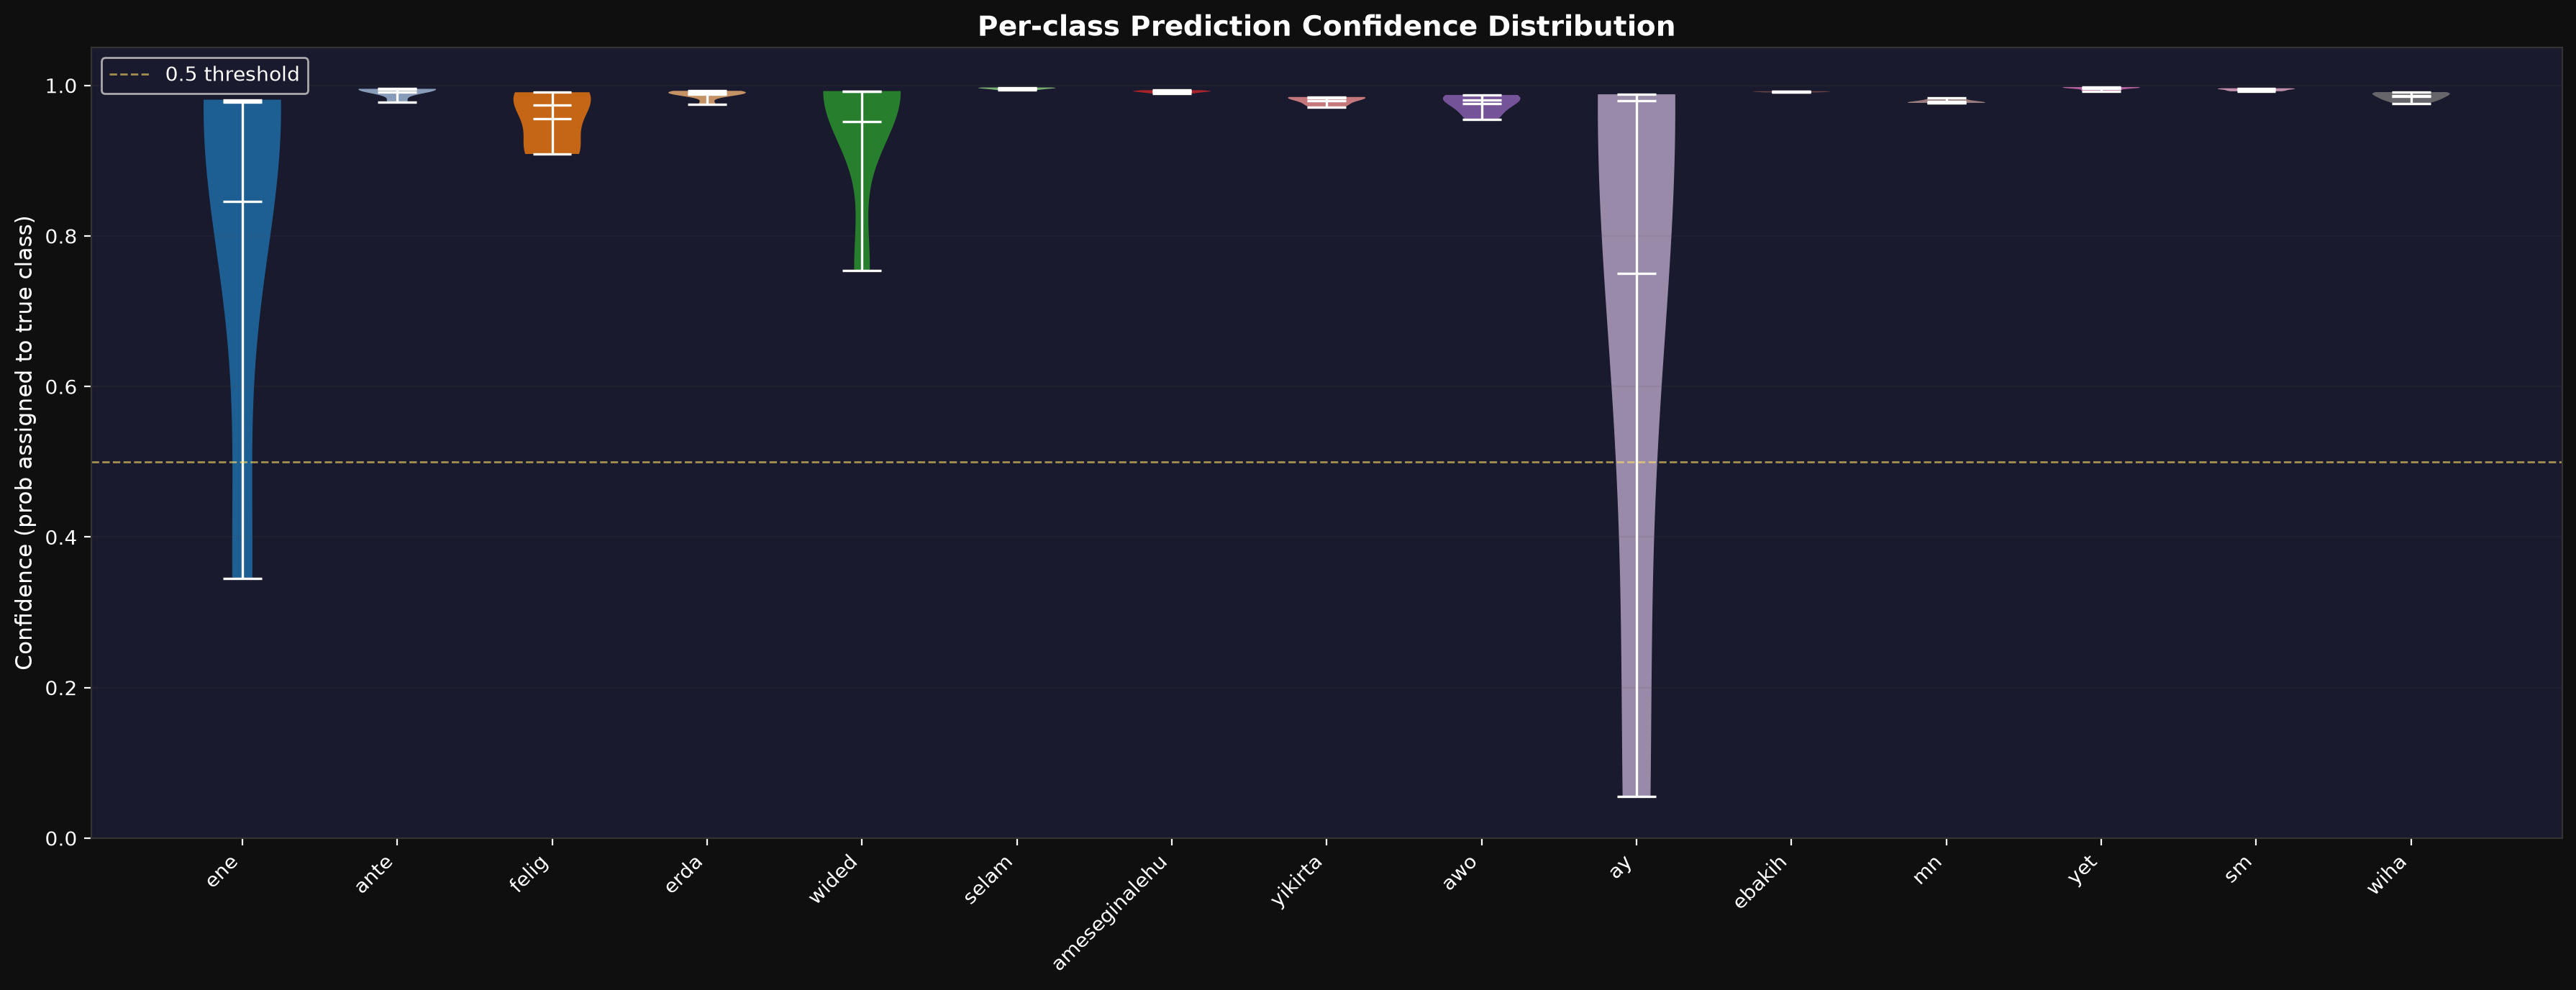 Per-class Prediction Confidence Distribution
0.5 threshold
Confidence (prob assigned to true class)
1.0
0.8
0.6
0.4
0.2
0.0
ene
ante
felig
erda
wided
selam
ameseginalehu
yikirta
awo
ay
ebakih
mn
yet
sm
wiha